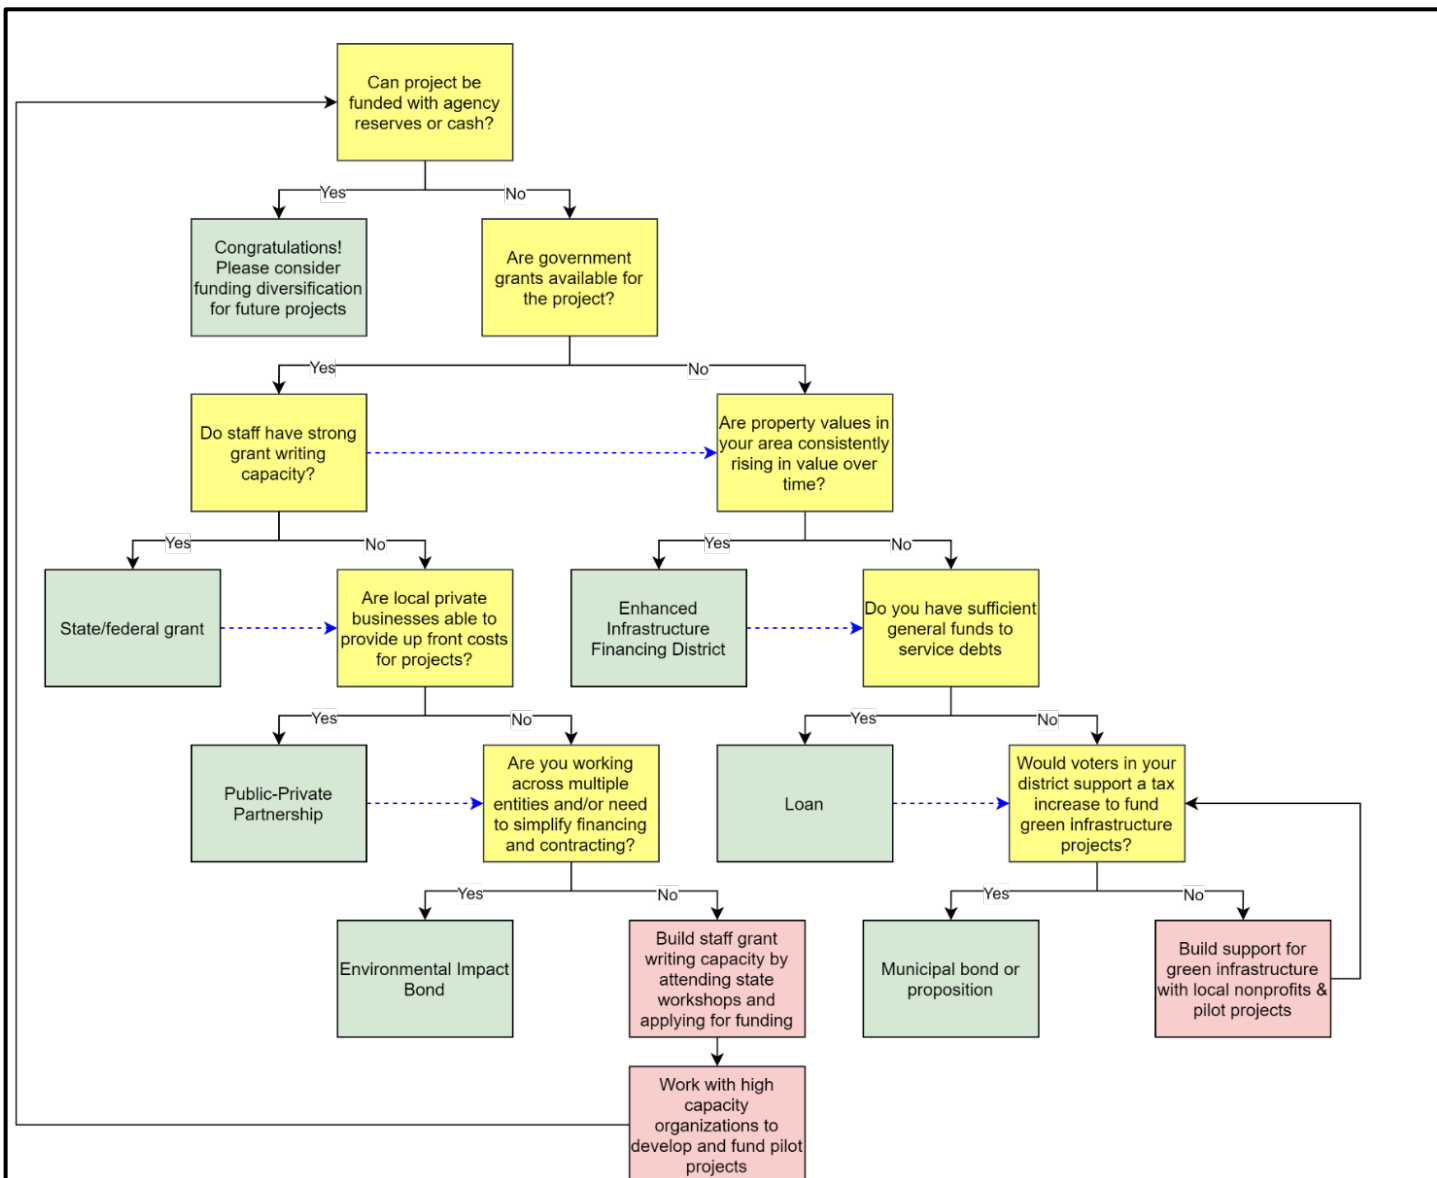 Can project be
funded with agency
reserves or cash?
Yes
No
Congratulations!
Please consider
funding diversification
for future projects
Are government
grants available for
the project?
Yes
No
Do staff have strong
grant writing
capacity?
Are property values in
your area consistently
rising in value over
time?
Yes
No
Yes
No
State/federal grant
Are local private
businesses able to
provide up front costs
for projects?
Enhanced
Infrastructure
Financing District
Do you have sufficient
general funds to
service debts
Yes
No
Yes
No
Public-Private
Partnership
Are you working
across multiple
entities and/or need
to simplify financing
and contracting?
Loan
Would voters in your
district support a tax
increase to fund
green infrastructure
projects?
Yes
No
Yes
No
Environmental Impact
Bond
Build staff grant
writing capacity by
attending state
workshops and
applying for funding
Municipal bond or
proposition
Build support for
green infrastructure
with local nonprofits &
pilot projects
Work with high
capacity
organizations to
develop and fund pilot
projects